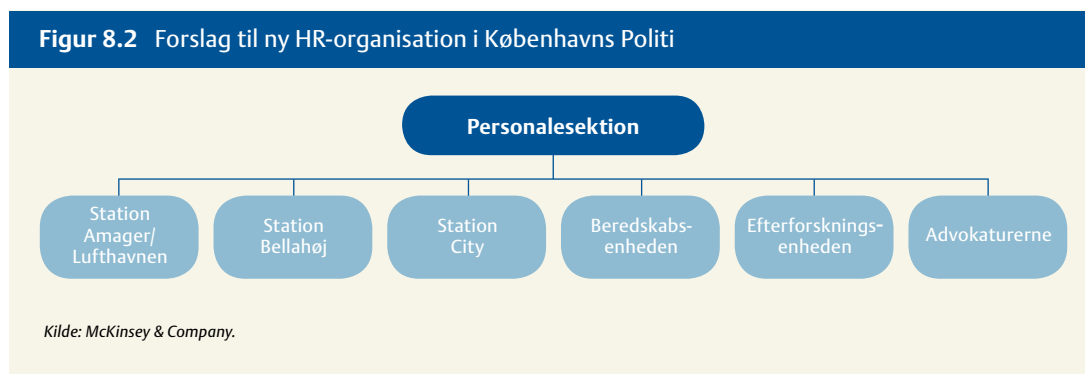 Figur 8.2 Forslag til ny HR-organisation i Københavns Politi
Personalesektion
Station
Amager/
Lufthavnen
Station
Bellahøj
Station
City
Beredskabs-
enheden
Efterforsknings-
enheden
Advokaturerne
Kilde: McKinsey & Company.